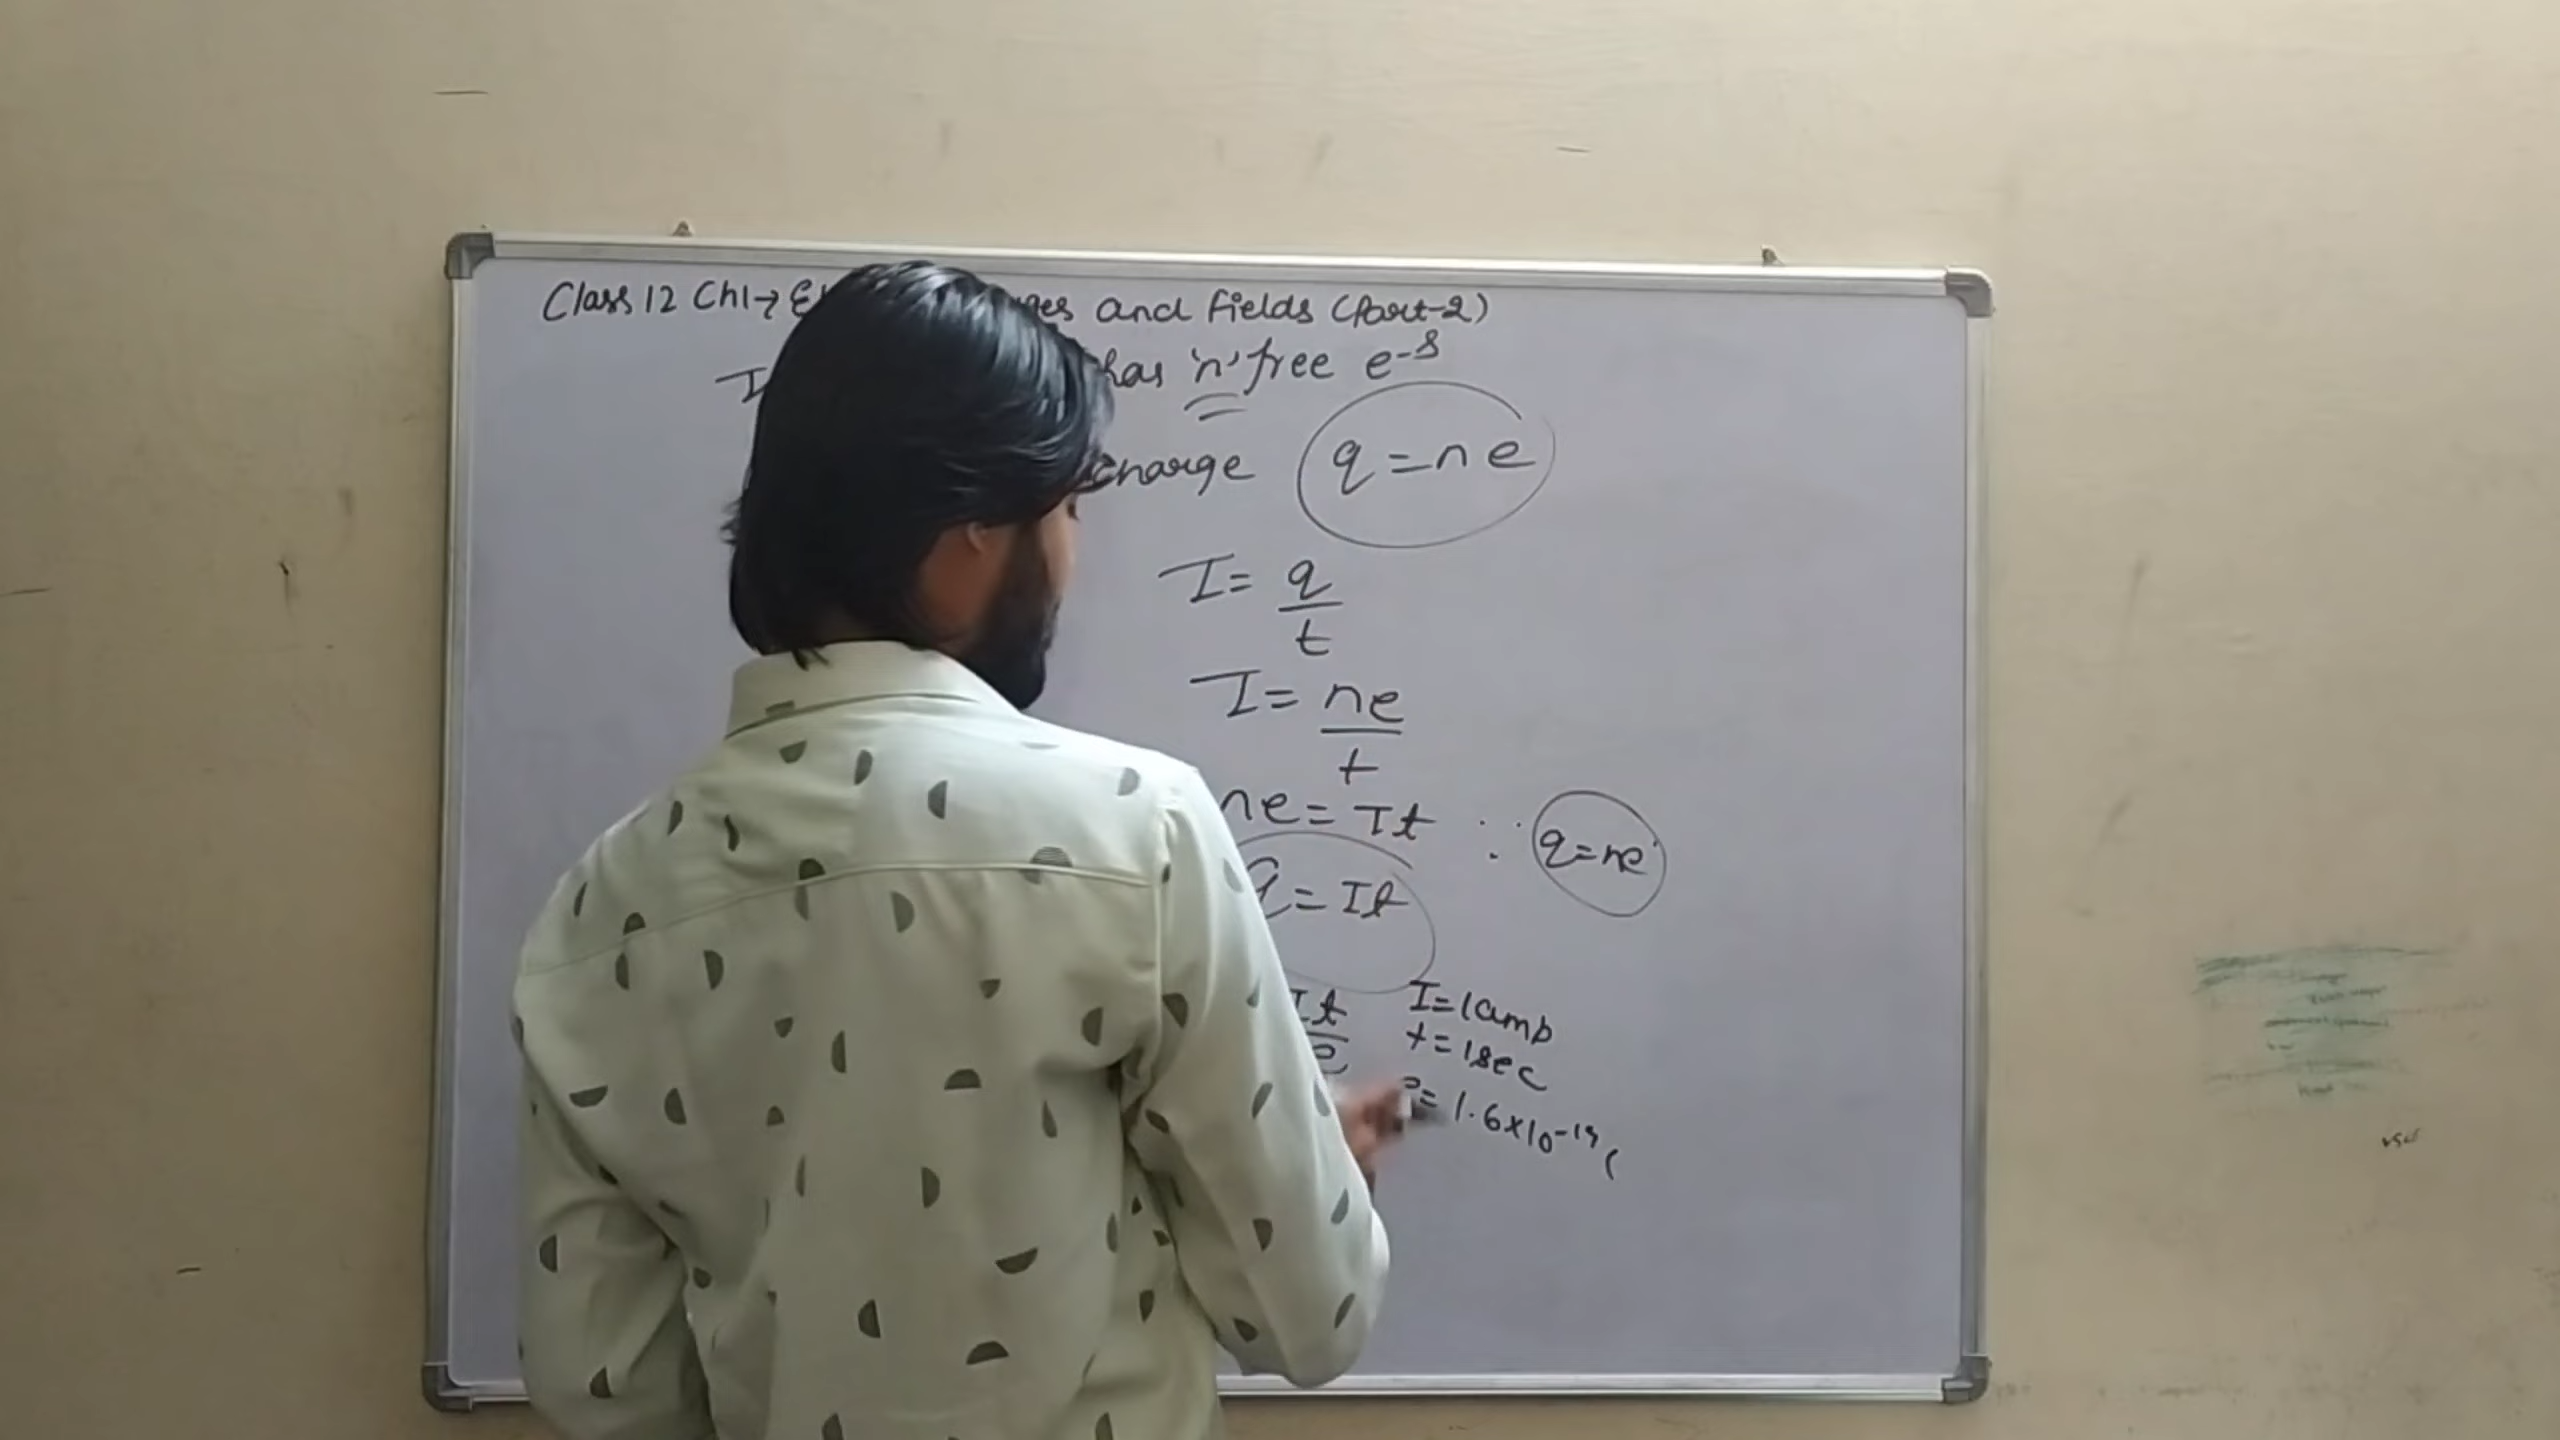 Class 12 Ch1→ and Fields (Part-2)
has 'n' free e-s
charge q=ne
I= q/t
I= ne/t
ne= It ∵ q=ne
q= It
It/e I=1amp
t=1sec
e= 1.6×10-19 C